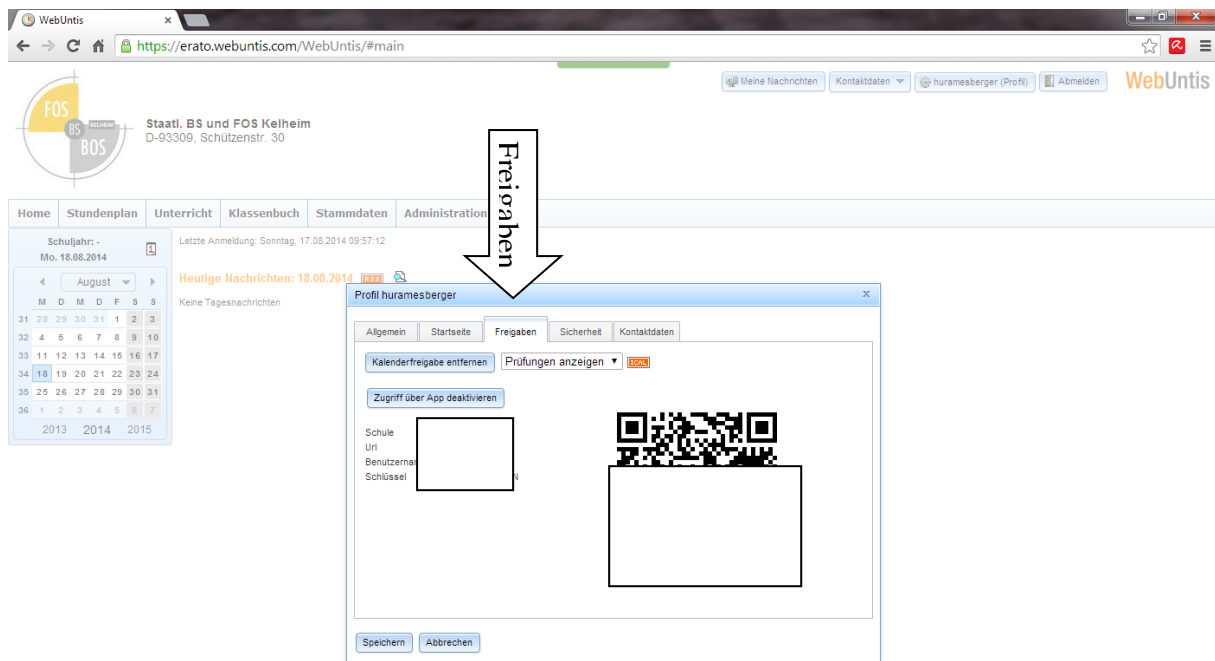 WebUntis
https://erato.webuntis.com/WebUntis/#main
Meine Nachrichten
Kontaktdaten
huramesberger (Profil)
Abmelden
WebUntis
FOS
BS
KELHEIM
BOS
Staatl. BS und FOS Kelheim
D-93309, Schützenstr. 30
Freigaben
Home Stundenplan Unterricht Klassenbuch Stammdaten Administration
Schuljahr: -
Mo. 18.08.2014
1
August
M D M D F S S
31 28 29 30 31 1 2 3
32 4 5 6 7 8 9 10
33 11 12 13 14 15 16 17
34 18 19 20 21 22 23 24
35 25 26 27 28 29 30 31
36 1 2 3 4 5 6 7
2013 2014 2015
Letzte Anmeldung: Sonntag, 17.08.2014 09:57:12
Heutige Nachrichten: 18.08.2014
Keine Tagesnachrichten
Profil huramesberger x
Allgemein Startseite Freigaben Sicherheit Kontaktdaten
Kalenderfreigabe entfernen Prüfungen anzeigen ICAL
Zugriff über App deaktivieren
Schule
Url
Schlüssel
Speichern Abbrechen